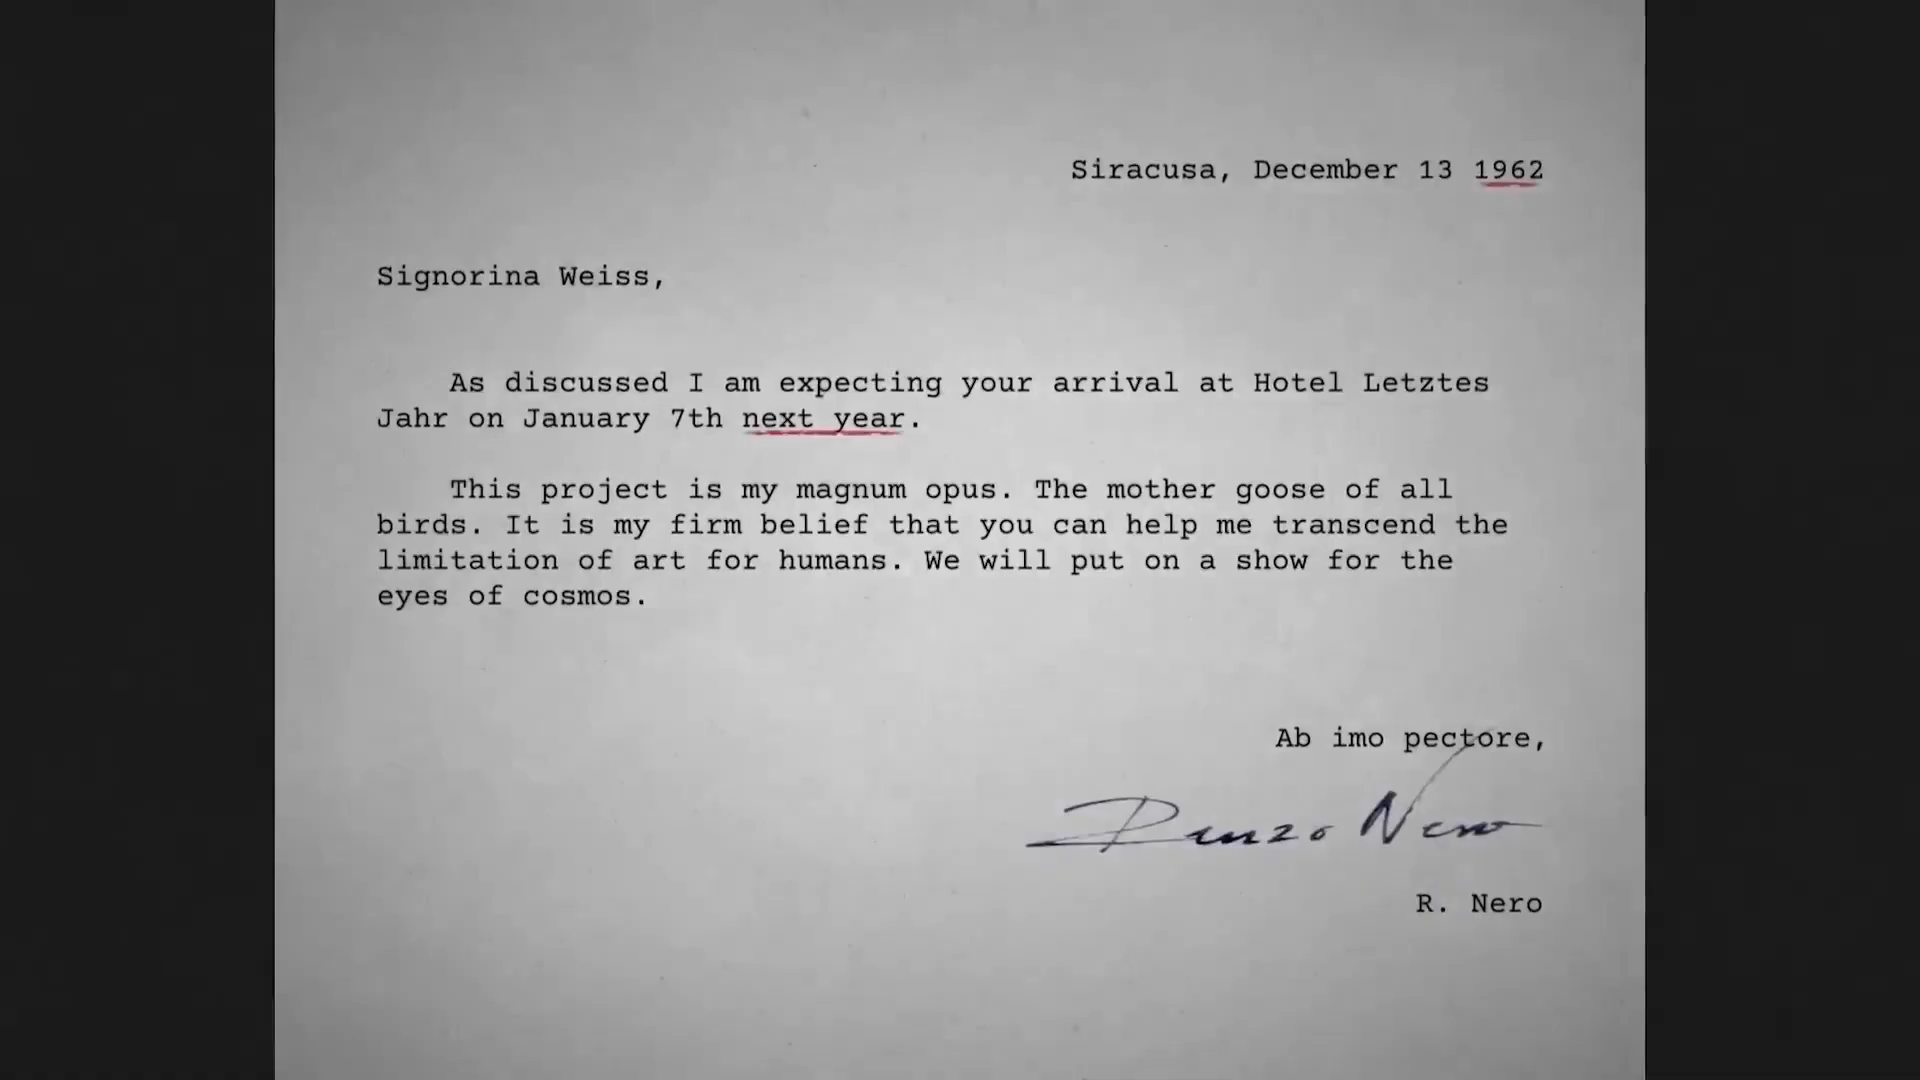 Siracusa, December 13 1962
Signorina Weiss,
As discussed I am expecting your arrival at Hotel Letztes
Jahr on January 7th next year.
This project is my magnum opus. The mother goose of all
birds. It is my firm belief that you can help me transcend the
limitation of art for humans. We will put on a show for the
eyes of cosmos.
Ab imo pectore,
Renzo Nero
R. Nero